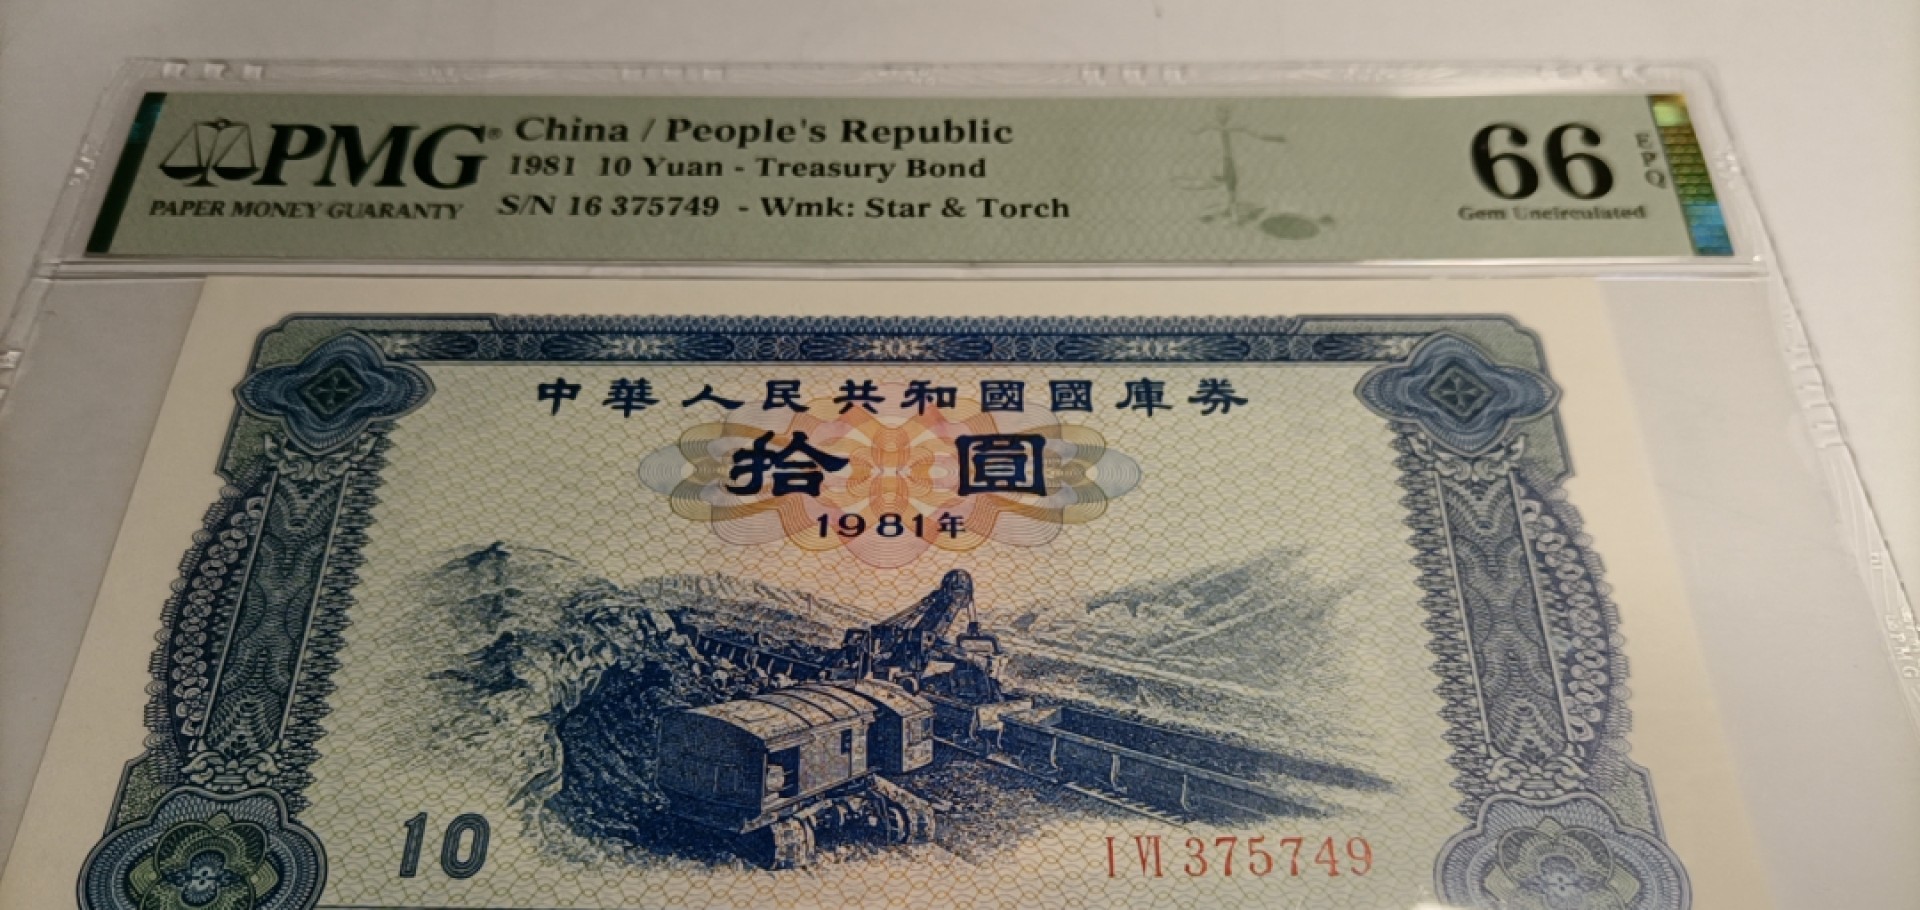 PMG®
PAPER MONEY GUARANTY
China / People's Republic
1981 10 Yuan - Treasury Bond
S/N 16 375749 - Wmk: Star & Torch
66
EPQ
Gem Uncirculated
中華人民共和國國庫券
拾圓
1981年
10
I VI 375749